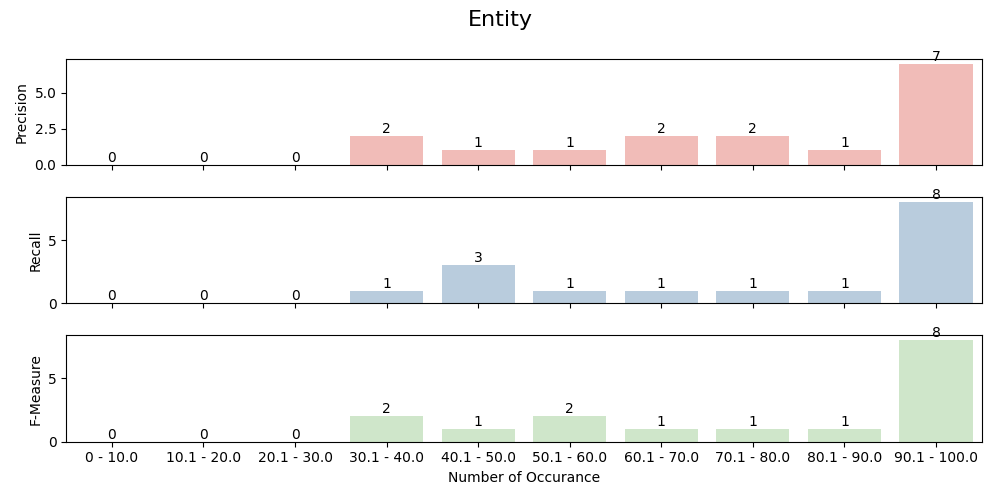 Entity
Precision
5.0
2.5
0.0
0 0 0 2 1 1 2 2 1 7
Recall
5
0
0 0 0 1 3 1 1 1 1 8
F-Measure
5
0
0 0 0 2 1 2 1 1 1 8
0 - 10.0 10.1 - 20.0 20.1 - 30.0 30.1 - 40.0 40.1 - 50.0 50.1 - 60.0 60.1 - 70.0 70.1 - 80.0 80.1 - 90.0 90.1 - 100.0
Number of Occurance